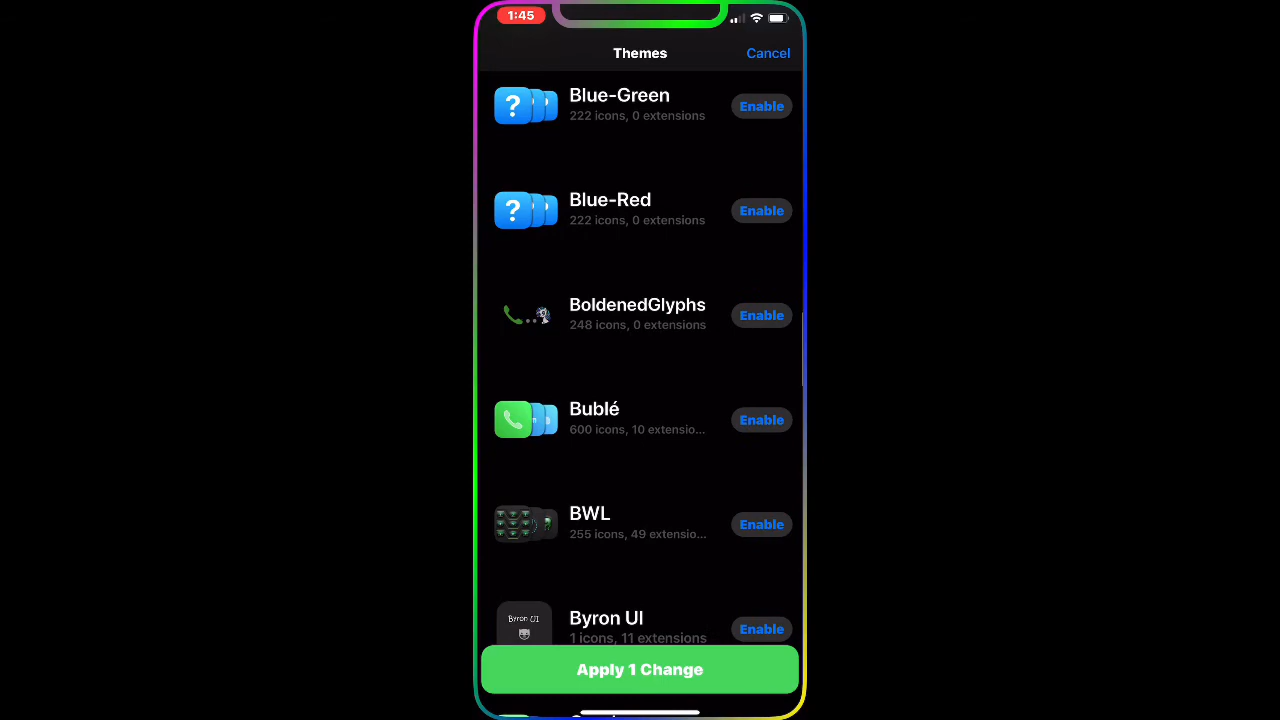 1:45
Themes
Cancel
?
Blue-Green
222 icons, 0 extensions
Enable
?
Blue-Red
222 icons, 0 extensions
Enable
BoldenedGlyphs
248 icons, 0 extensions
Enable
Bublé
600 icons, 10 extensio...
Enable
BWL
255 icons, 49 extensio...
Enable
Byron UI
Byron UI
1 icons, 11 extensions
Enable
Apply 1 Change